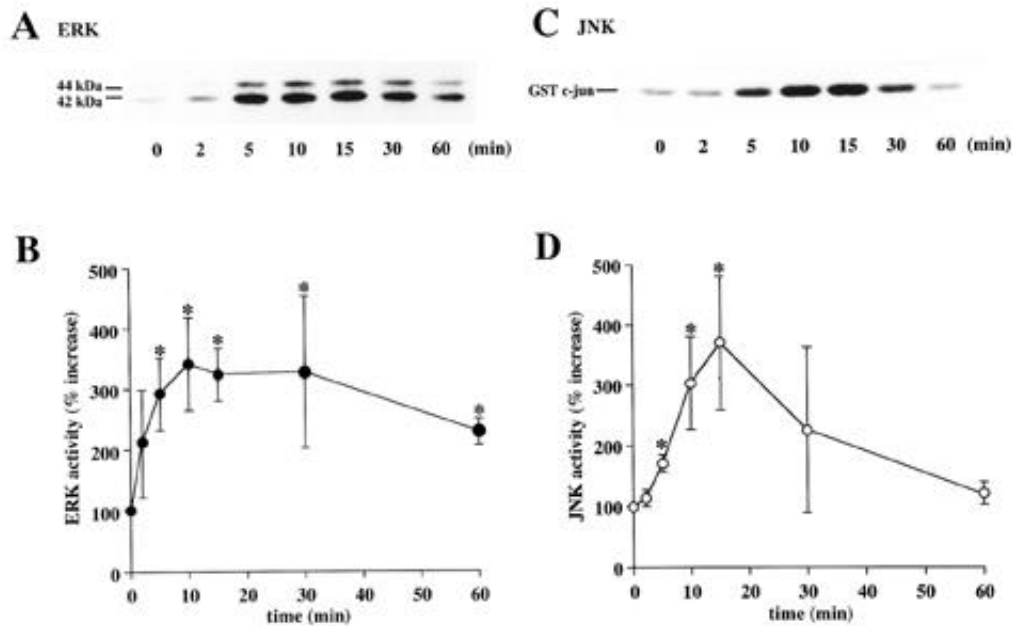 A ERK
44 kDa
42 kDa
0 2 5 10 15 30 60 (min)
C JNK
GST c-jun
0 2 5 10 15 30 60 (min)
B
ERK activity (% increase)
500
400
300
200
100
0
* * * * *
0 10 20 30 40 50 60
time (min)
D
JNK activity (% increase)
500
400
300
200
100
0
* * *
0 10 20 30 40 50 60
time (min)